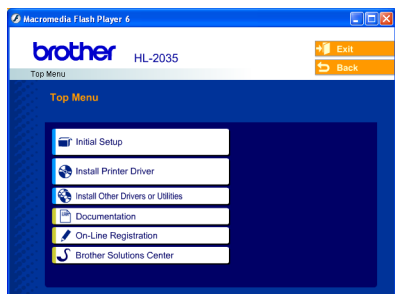 Macromedia Flash Player 6
brother HL-2035
Exit
Back
Top Menu
Top Menu
Initial Setup
Install Printer Driver
Install Other Drivers or Utilities
Documentation
On-Line Registration
Brother Solutions Center